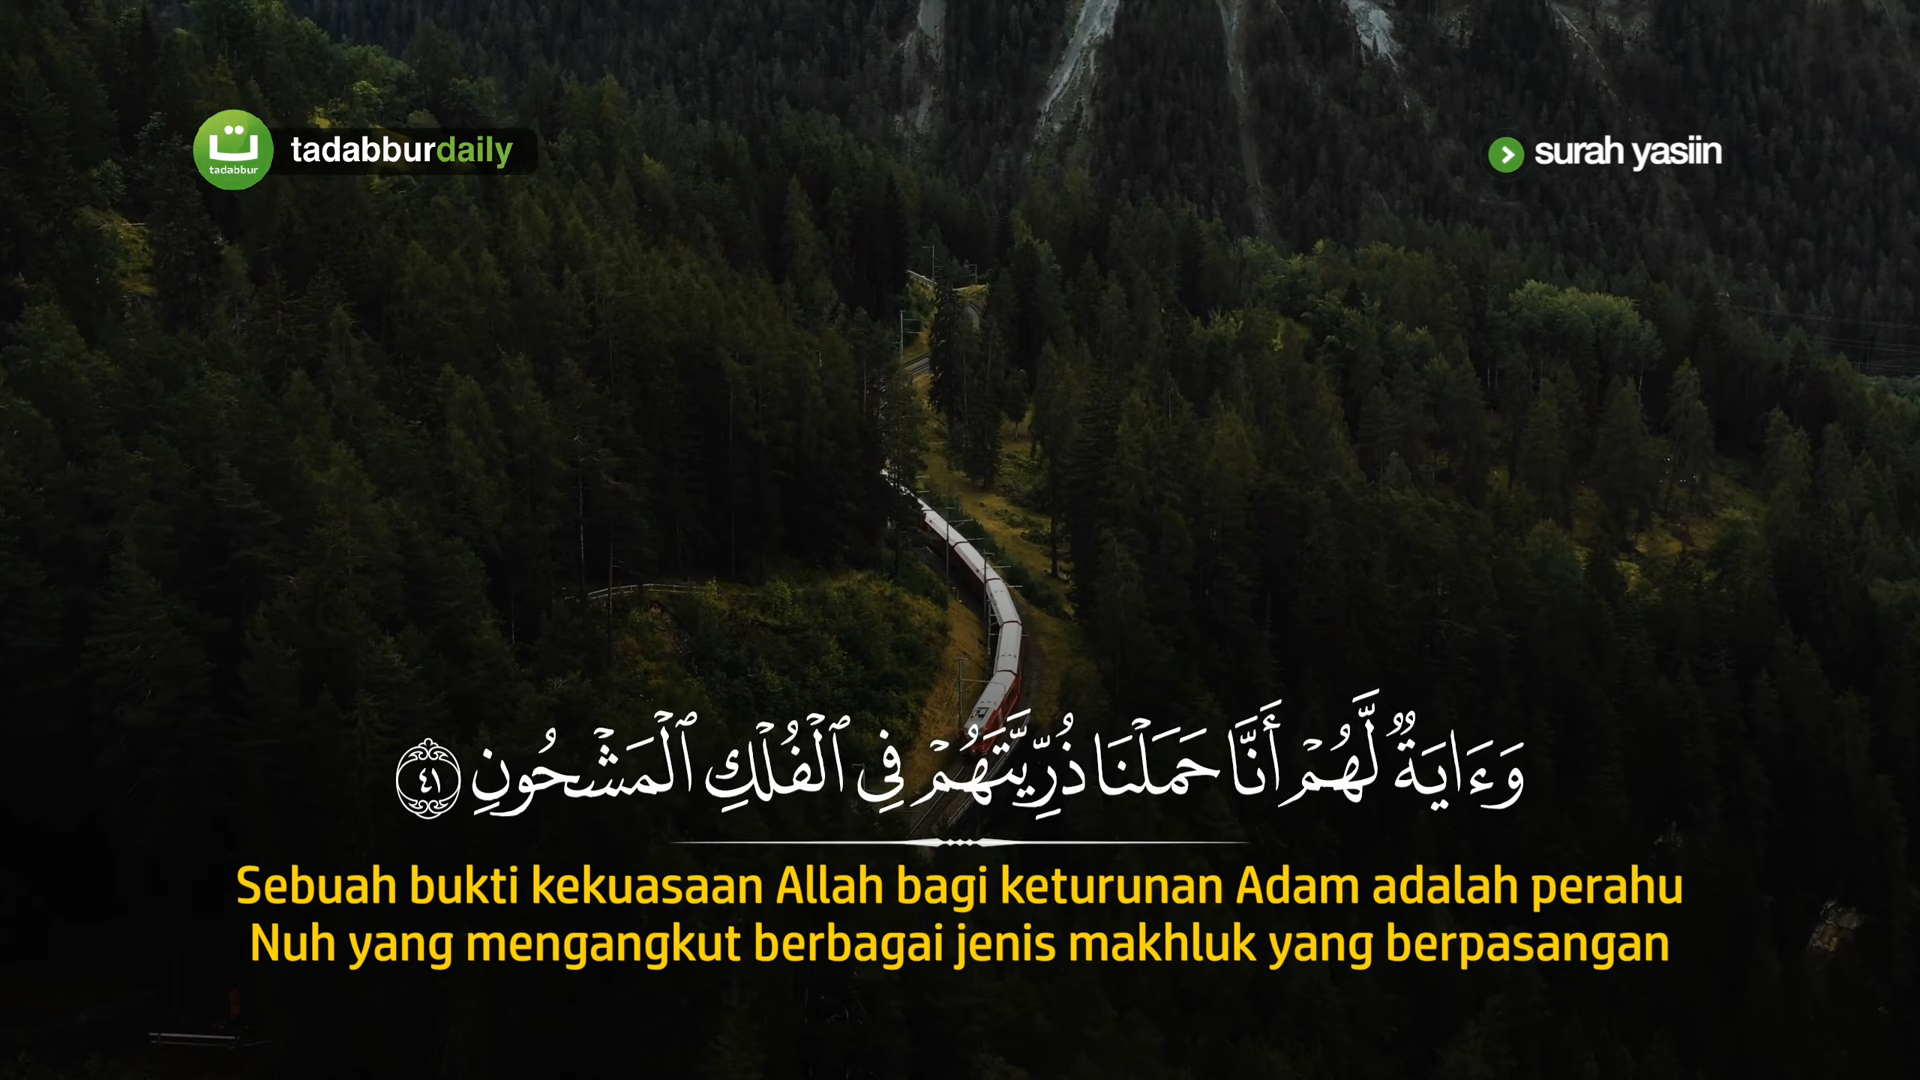 ت
tadabbur
tadabburdaily
surah yasiin
وَءَايَةٌ لَّهُمْ أَنَّا حَمَلْنَا ذُرِّيَّتَهُمْ فِى ٱلْفُلْكِ ٱلْمَشْحُونِ ٤١
Sebuah bukti kekuasaan Allah bagi keturunan Adam adalah perahu
Nuh yang mengangkut berbagai jenis makhluk yang berpasangan